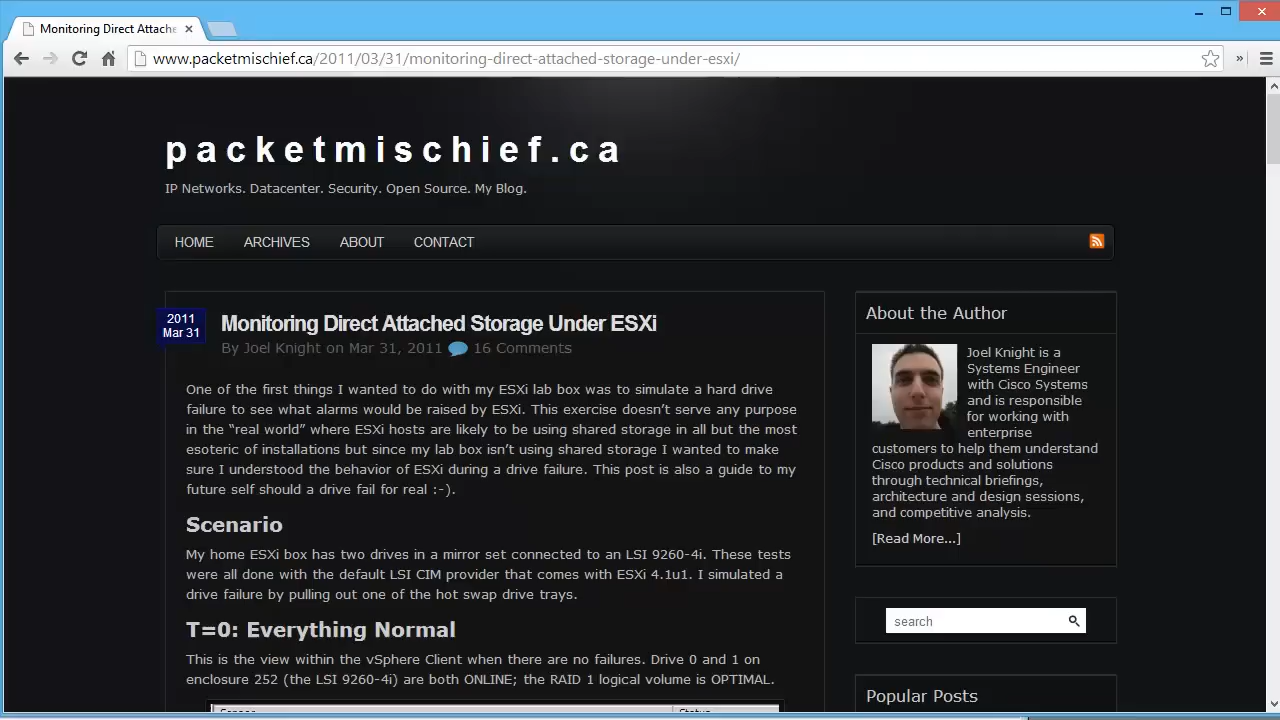 Monitoring Direct Attache
www.packetmischief.ca/2011/03/31/monitoring-direct-attached-storage-under-esxi/
»
packetmischief.ca
IP Networks. Datacenter. Security. Open Source. My Blog.
HOME ARCHIVES ABOUT CONTACT
2011
Mar 31
Monitoring Direct Attached Storage Under ESXi
By Joel Knight on Mar 31, 2011 16 Comments
One of the first things I wanted to do with my ESXi lab box was to simulate a hard drive
failure to see what alarms would be raised by ESXi. This exercise doesn’t serve any purpose
in the “real world” where ESXi hosts are likely to be using shared storage in all but the most
esoteric of installations but since my lab box isn’t using shared storage I wanted to make
sure I understood the behavior of ESXi during a drive failure. This post is also a guide to my
future self should a drive fail for real :-).
Scenario
My home ESXi box has two drives in a mirror set connected to an LSI 9260-4i. These tests
were all done with the default LSI CIM provider that comes with ESXi 4.1u1. I simulated a
drive failure by pulling out one of the hot swap drive trays.
T=0: Everything Normal
This is the view within the vSphere Client when there are no failures. Drive 0 and 1 on
enclosure 252 (the LSI 9260-4i) are both ONLINE; the RAID 1 logical volume is OPTIMAL.
About the Author
Joel Knight is a
Systems Engineer
with Cisco Systems
and is responsible
for working with
enterprise
customers to help them understand
Cisco products and solutions
through technical briefings,
architecture and design sessions,
and competitive analysis.
[Read More...]
search
Popular Posts